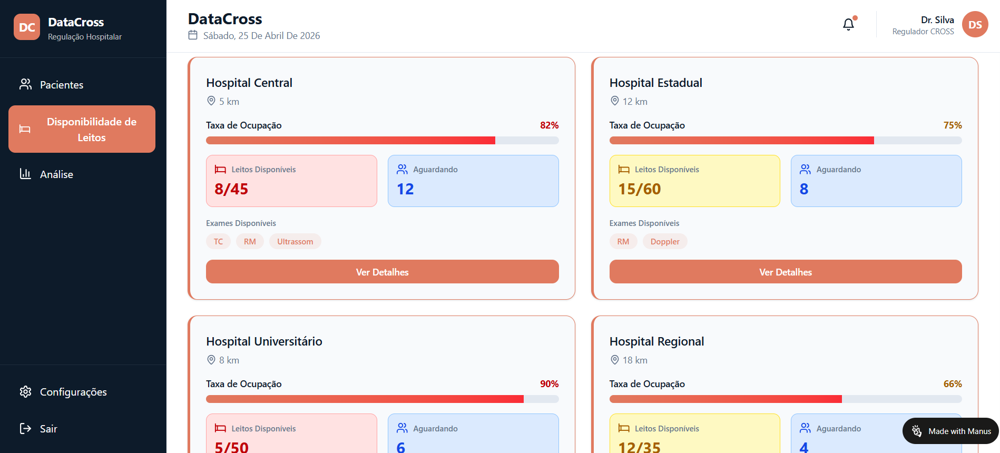 DC
DataCross
Regulação Hospitalar
Pacientes
Disponibilidade de
Leitos
Análise
Configurações
Sair
DataCross
Sábado, 25 De Abril De 2026
Dr. Silva
Regulador CROSS
DS
Hospital Central
5 km
Taxa de Ocupação
82%
Leitos Disponíveis
8/45
Aguardando
12
Exames Disponíveis
TC
RM
Ultrassom
Ver Detalhes
Hospital Estadual
12 km
Taxa de Ocupação
75%
Leitos Disponíveis
15/60
Aguardando
8
Exames Disponíveis
RM
Doppler
Ver Detalhes
Hospital Universitário
8 km
Taxa de Ocupação
90%
Leitos Disponíveis
5/50
Aguardando
6
Hospital Regional
18 km
Taxa de Ocupação
66%
Leitos Disponíveis
12/35
Aguardando
4
Made with Manus